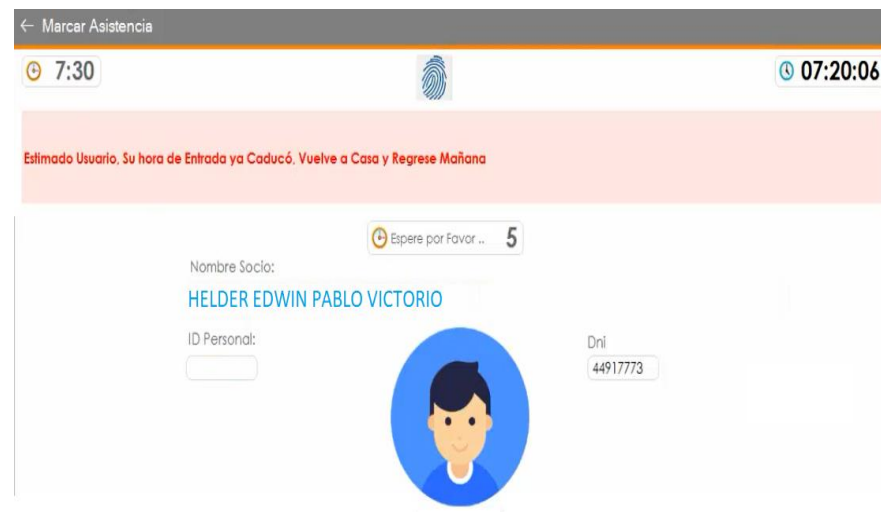 ← Marcar Asistencia
7:30
07:20:06
Estimado Usuario, Su hora de Entrada ya Caducó, Vuelve a Casa y Regrese Mañana
Espere por Favor .. 5
Nombre Socio:
HELDER EDWIN PABLO VICTORIO
ID Personal:
Dni
44917773